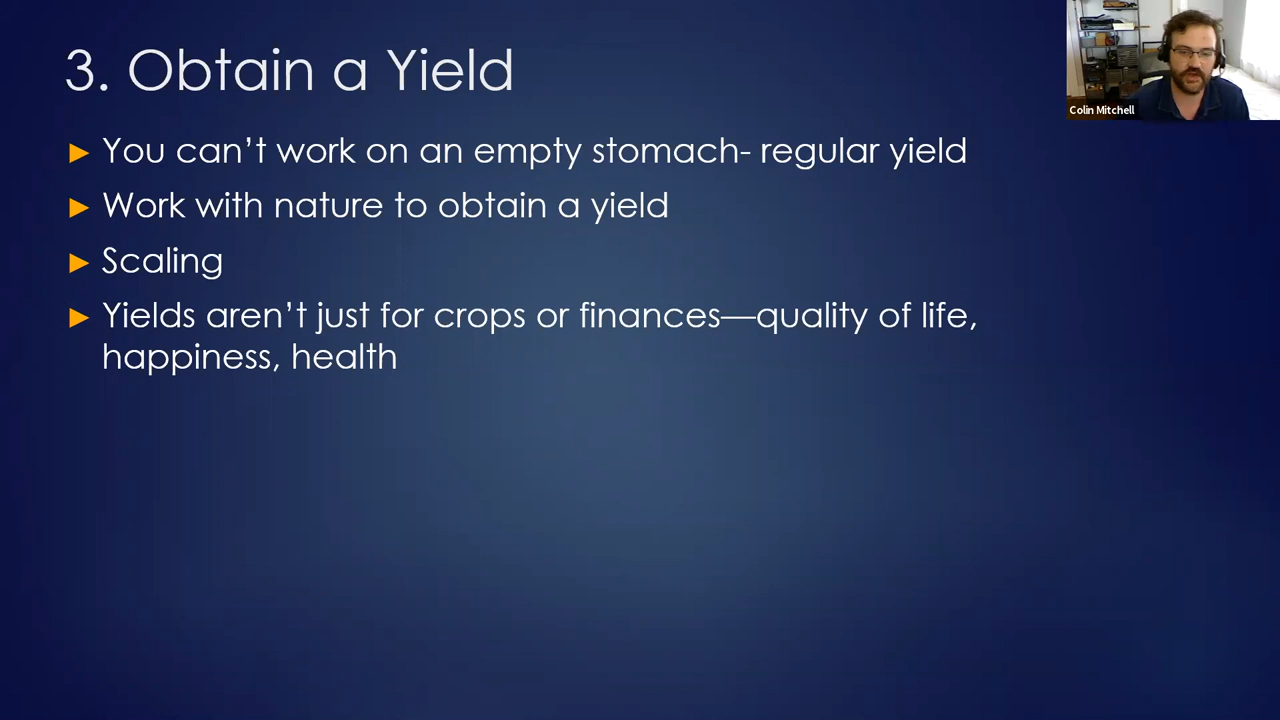 3. Obtain a Yield
You can’t work on an empty stomach- regular yield
Work with nature to obtain a yield
Scaling
Yields aren’t just for crops or finances—quality of life,
happiness, health
Colin Mitchell